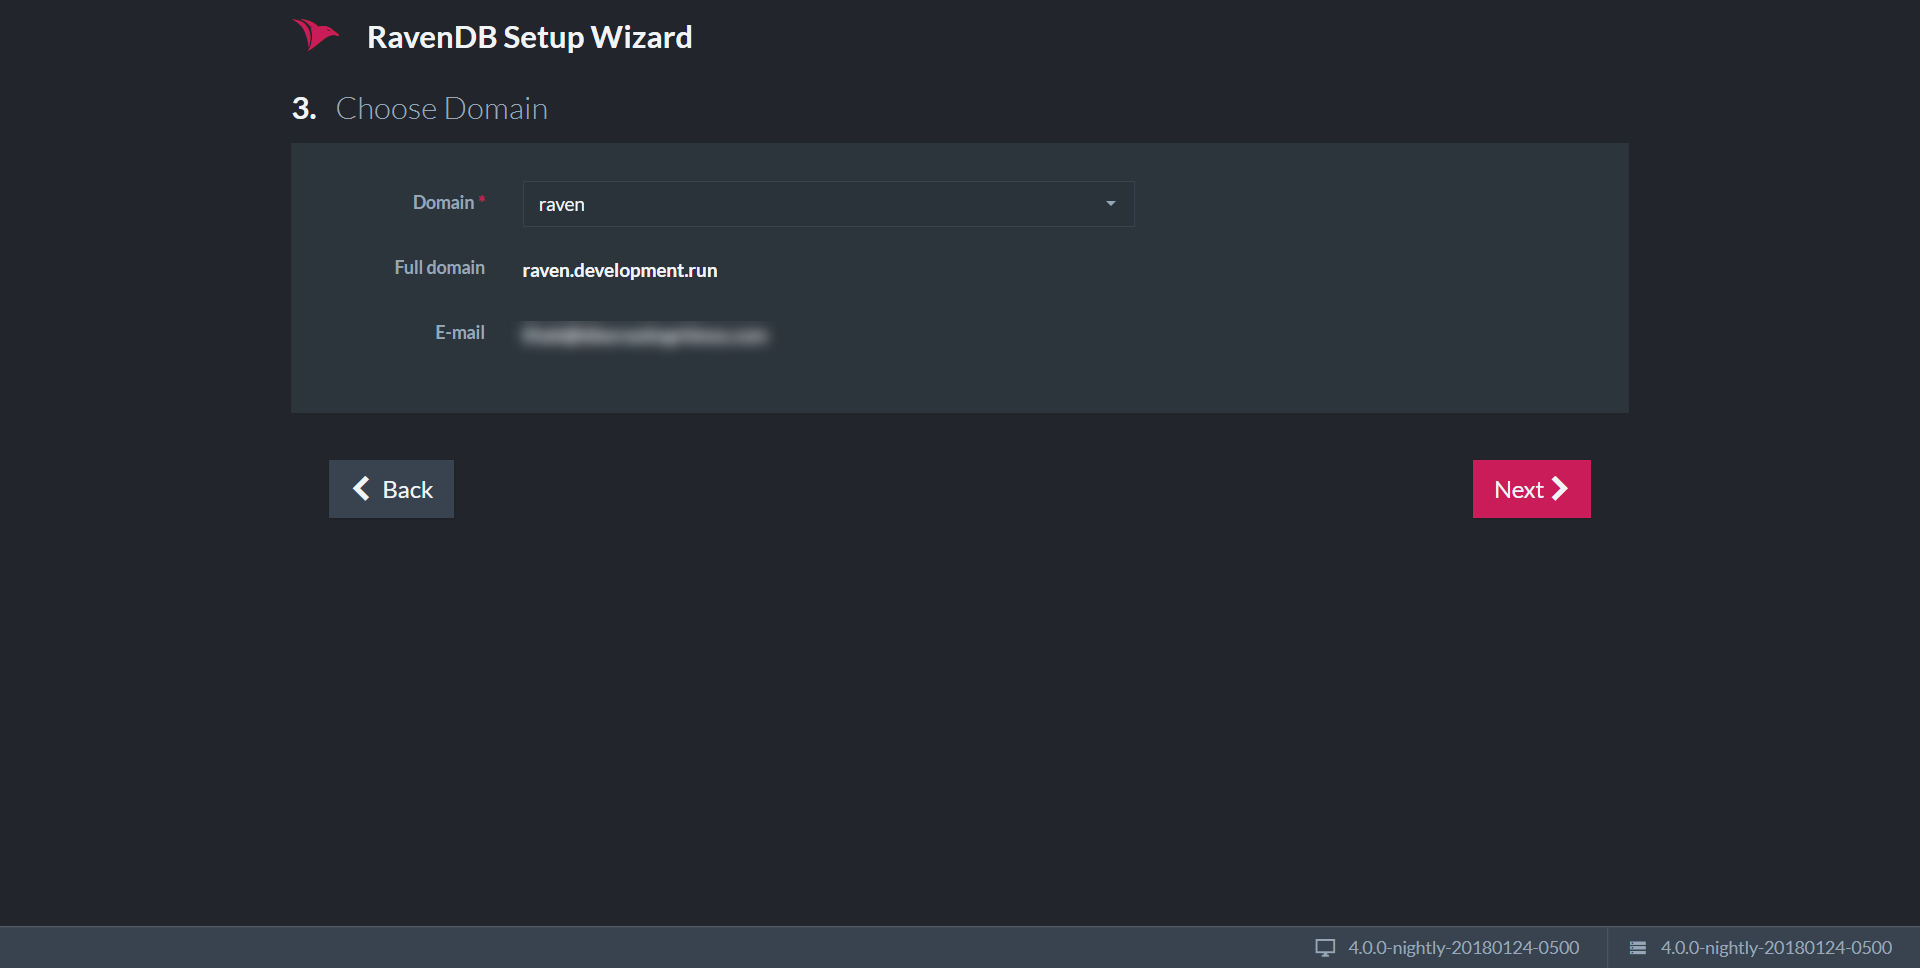 RavenDB Setup Wizard
3. Choose Domain
Domain *
raven
Full domain
raven.development.run
E-mail
Back
Next
4.0.0-nightly-20180124-0500
4.0.0-nightly-20180124-0500